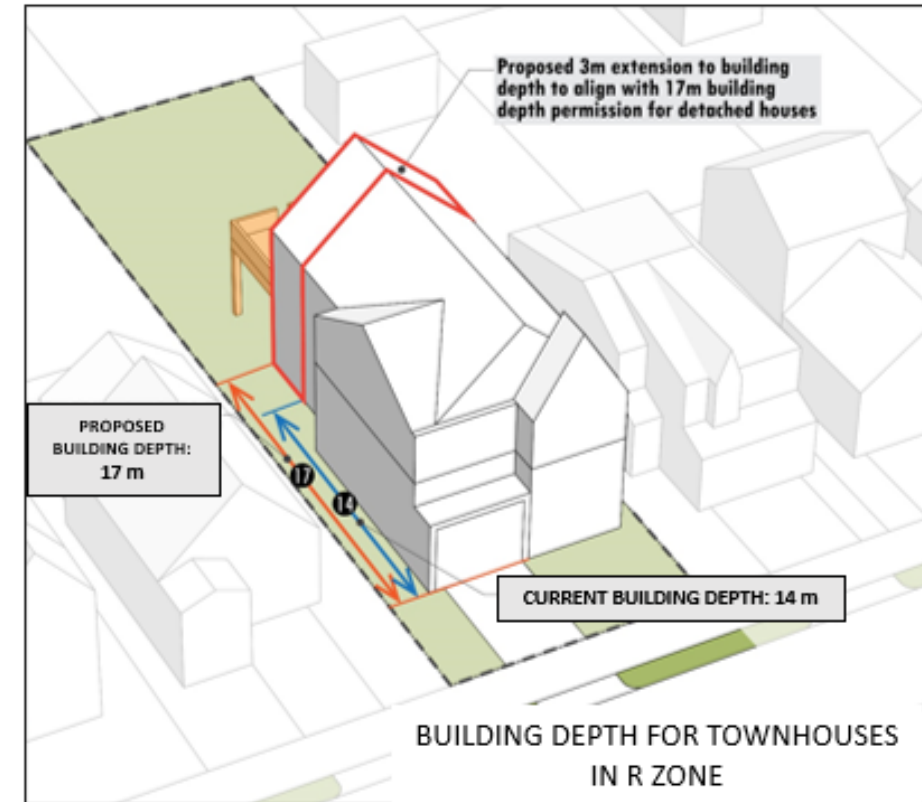 Proposed 3m extension to building
depth to align with 17m building
depth permission for detached houses
PROPOSED
BUILDING DEPTH:
17 m
17
14
CURRENT BUILDING DEPTH: 14 m
BUILDING DEPTH FOR TOWNHOUSES
IN R ZONE